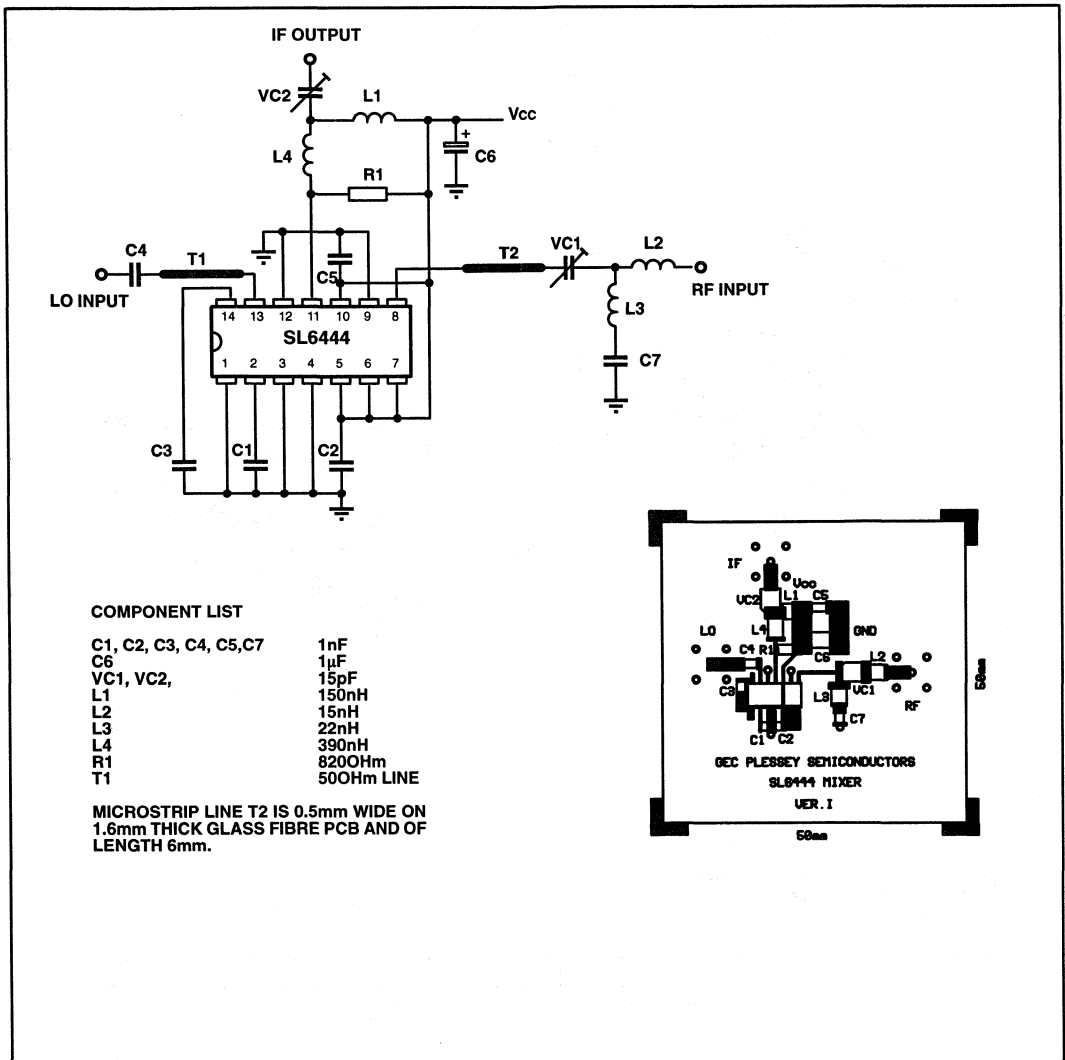 IF OUTPUT
VC2
L1
Vcc
+
C6
L4
R1
C4
T1
LO INPUT
C5
T2
VC1
L2
RF INPUT
L3
C7
14 13 12 11 10 9 8
SL6444
1 2 3 4 5 6 7
C3
C1
C2
COMPONENT LIST
C1, C2, C3, C4, C5,C7 1nF
C6 1µF
VC1, VC2, 15pF
L1 150nH
L2 15nH
L3 22nH
L4 390nH
R1 820OHm
T1 50OHm LINE
MICROSTRIP LINE T2 IS 0.5mm WIDE ON
1.6mm THICK GLASS FIBRE PCB AND OF
LENGTH 6mm.
IF
Vcc
VC2
L1 C5
LO
L4
GND
C4 R1
C6
L2
C3
L3
VC1
RF
C7
C1 C2
GEC PLESSEY SEMICONDUCTORS
SL6444 MIXER
VER.I
50mm
50mm